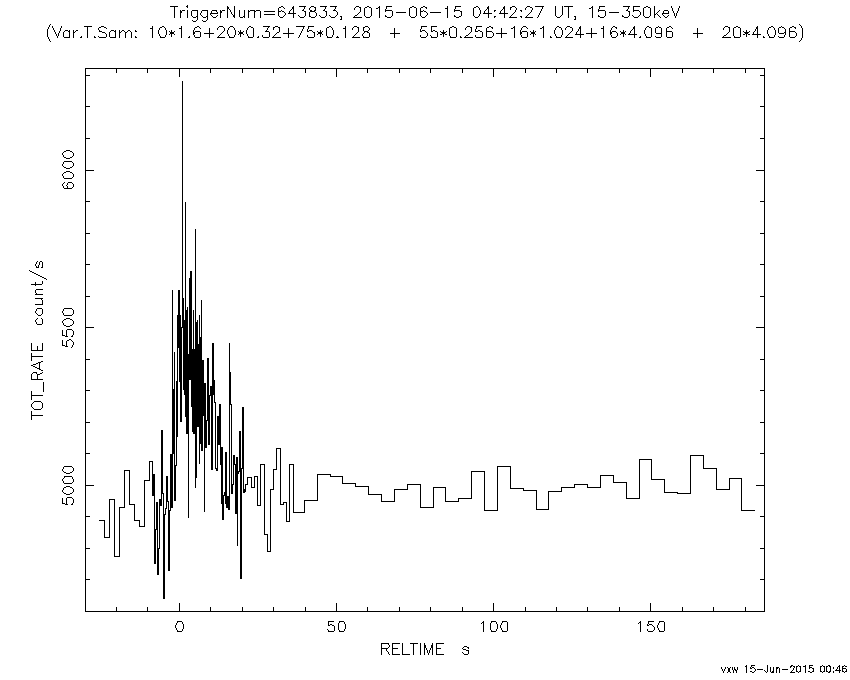 TriggerNum=643833, 2015-06-15 04:42:27 UT, 15-350keV
(Var.T.Sam: 10*1.6+20*0.32+75*0.128 + 55*0.256+16*1.024+16*4.096 + 20*4.096)
6000
5500
5000
TOT_RATE count/s
0 50 100 150
RELTIME s
vxw 15-Jun-2015 00:46